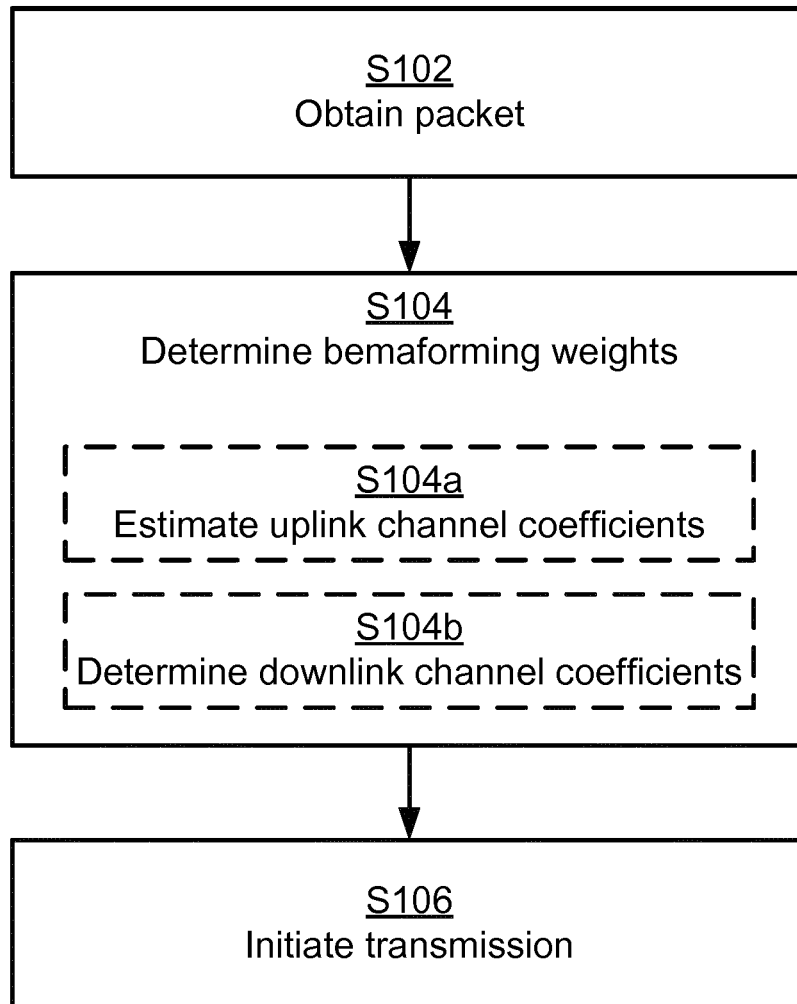 S102
Obtain packet
S104
Determine bemaforming weights
S104a
Estimate uplink channel coefficients
S104b
Determine downlink channel coefficients
S106
Initiate transmission